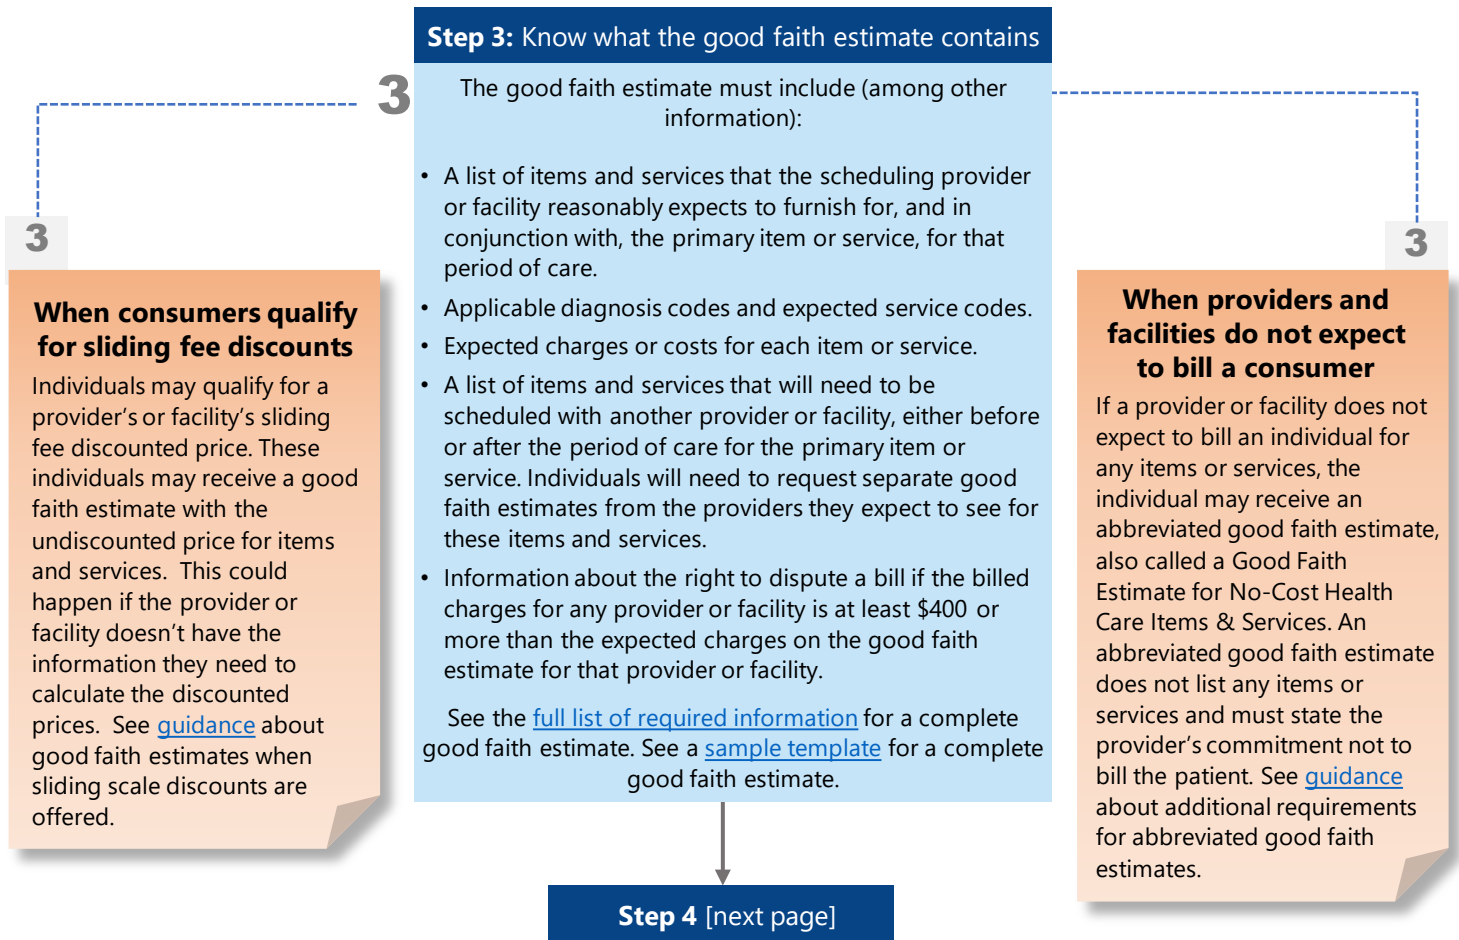 Step 3: Know what the good faith estimate contains
3
The good faith estimate must include (among other
information):
• A list of items and services that the scheduling provider
or facility reasonably expects to furnish for, and in
conjunction with, the primary item or service, for that
period of care.
• Applicable diagnosis codes and expected service codes.
• Expected charges or costs for each item or service.
• A list of items and services that will need to be
scheduled with another provider or facility, either before
or after the period of care for the primary item or
service. Individuals will need to request separate good
faith estimates from the providers they expect to see for
these items and services.
• Information about the right to dispute a bill if the billed
charges for any provider or facility is at least $400 or
more than the expected charges on the good faith
estimate for that provider or facility.
See the full list of required information for a complete
good faith estimate. See a sample template for a complete
good faith estimate.
3
When consumers qualify
for sliding fee discounts
Individuals may qualify for a
provider's or facility's sliding
fee discounted price. These
individuals may receive a good
faith estimate with the
undiscounted price for items
and services. This could
happen if the provider or
facility doesn't have the
information they need to
calculate the discounted
prices. See guidance about
good faith estimates when
sliding scale discounts are
offered.
3
When providers and
facilities do not expect
to bill a consumer
If a provider or facility does not
expect to bill an individual for
any items or services, the
individual may receive an
abbreviated good faith estimate,
also called a Good Faith
Estimate for No-Cost Health
Care Items & Services. An
abbreviated good faith estimate
does not list any items or
services and must state the
provider's commitment not to
bill the patient. See guidance
about additional requirements
for abbreviated good faith
estimates.
Step 4 [next page]